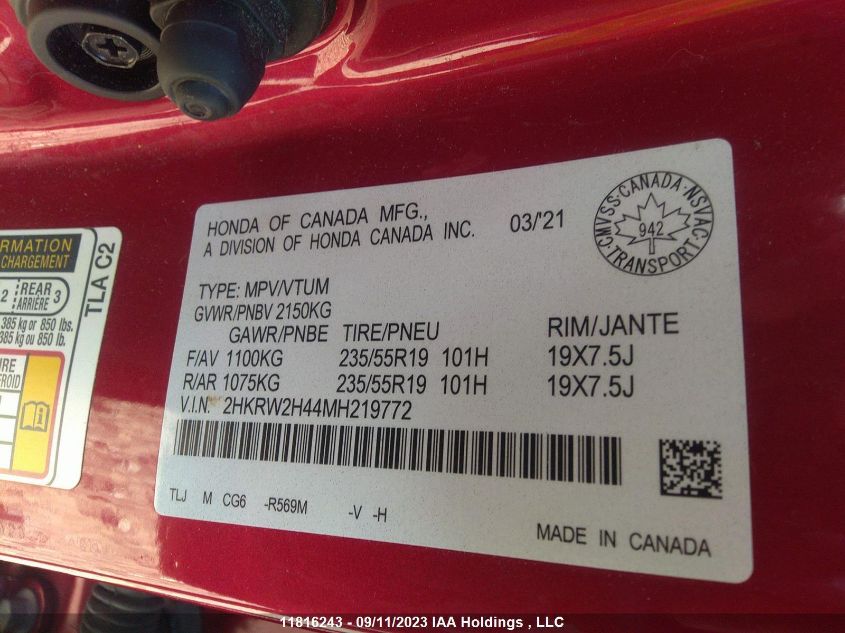 HONDA OF CANADA MFG.,
A DIVISION OF HONDA CANADA INC.
03/'21
CMVSS·CANADA·NSVAC
942
TRANSPORT
TYPE: MPV/VTUM
GVWR/PNBV 2150KG
GAWR/PNBE TIRE/PNEU RIM/JANTE
F/AV 1100KG 235/55R19 101H 19X7.5J
R/AR 1075KG 235/55R19 101H 19X7.5J
V.I.N. 2HKRW2H44MH219772
TLJ M CG6 -R569M -V -H
MADE IN CANADA
RMATION
CHARGEMENT
2 REAR 3
ARRIÈRE
385 kg or 850 lbs.
385 kg ou 850 lb.
URE
FROID
TLA C2
11816243 - 09/11/2023 IAA Holdings , LLC